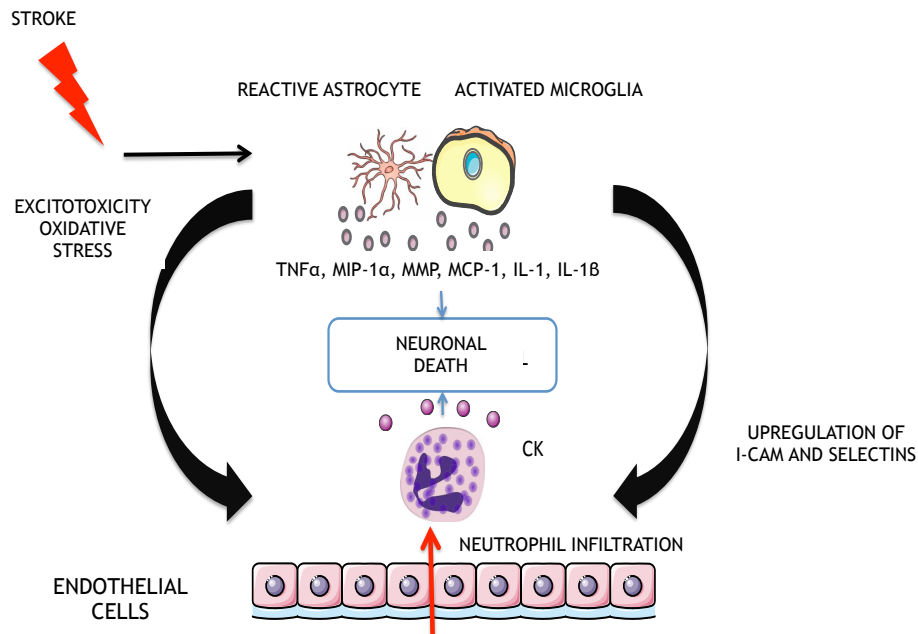 STROKE
REACTIVE ASTROCYTE
ACTIVATED MICROGLIA
EXCITOTOXICITY
OXIDATIVE
STRESS
TNFα, MIP-1α, MMP, MCP-1, IL-1, IL-1ß
NEURONAL
DEATH -
CK
UPREGULATION OF
I-CAM AND SELECTINS
NEUTROPHIL INFILTRATION
ENDOTHELIAL
CELLS